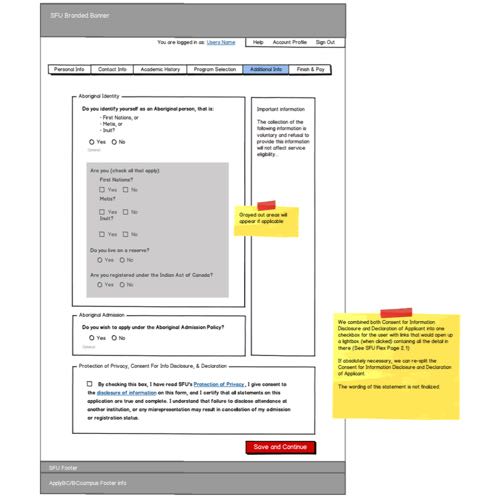 SFU Branded Banner
You are logged in as: Users Name
Help
Account Profile
Sign Out
Personal Info
Contact Info
Academic History
Program Selection
Additional Info
Finish & Pay
Aboriginal Identity
Do you identify yourself as an Aboriginal person, that is:
- First Nations, or
- Metis, or
- Inuit?
Yes
No
Optional
Are you (check all that apply)
First Nations?
Yes
No
Metis?
Yes
No
Inuit?
Yes
No
Do you live on a reserve?
Yes
No
Are you registered under the Indian Act of Canada?
Yes
No
Important information
The collection of the
following information is
voluntary and refusal to
provide this information
will not affect service
eligibility...
Grayed out areas will
appear if applicable
Aboriginal Admission
Do you wish to apply under the Aboriginal Admission Policy?
Yes
No
Protection of Privacy, Consent For Info Disclosure, & Declaration
By checking this box, I have read SFU's Protection of Privacy, I give consent to
the disclosure of information on this form, and I certify that all statements on this
application are true and complete. I understand that failure to disclose attendance at
another institution, or any misrepresentation may result in cancellation of my admission
or registration status.
Save and Continue
We combined both Consent for Information
Disclosure and Declaration of Applicant into one
checkbox for the user with links that would open up
a lightbox (when clicked) containing all the detail in
there (See SFU Flex Page 2.1)
If absolutely necessary, we can re-split the
Consent for Information Disclosure and Declaration
of Applicant.
The wording of this statement is not finalized.
SFU Footer
ApplyBC/BCcampus Footer info